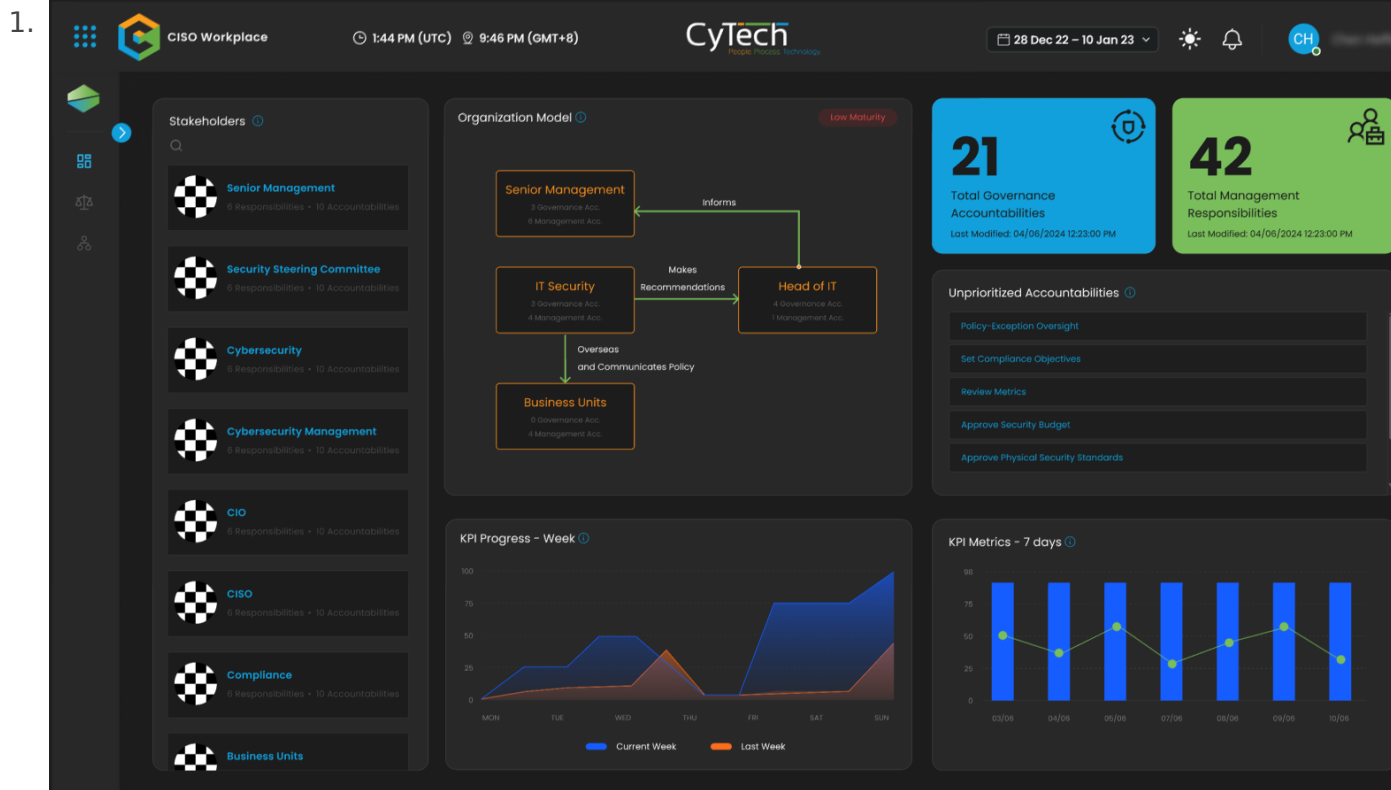 1.
CISO Workplace
1:44 PM (UTC)
9:46 PM (GMT+8)
CyTech
People Process Technology
28 Dec 22 – 10 Jan 23
CH
Stakeholders
Senior Management
6 Responsibilities • 10 Accountabilities
Security Steering Committee
6 Responsibilities • 10 Accountabilities
Cybersecurity
6 Responsibilities • 10 Accountabilities
Cybersecurity Management
6 Responsibilities • 10 Accountabilities
CIO
6 Responsibilities • 10 Accountabilities
CISO
6 Responsibilities • 10 Accountabilities
Compliance
6 Responsibilities • 10 Accountabilities
Business Units
Organization Model
Low Maturity
Senior Management
3 Governance Acc.
6 Management Acc.
Informs
IT Security
3 Governance Acc.
4 Management Acc.
Makes
Recommendations
Head of IT
4 Governance Acc.
1 Management Acc.
Overseas
and Communicates Policy
Business Units
0 Governance Acc.
4 Management Acc.
21
Total Governance
Accountabilities
Last Modified: 04/06/2024 12:23:00 PM
42
Total Management
Responsibilities
Last Modified: 04/06/2024 12:23:00 PM
Unprioritized Accountabilities
Policy-Exception Oversight
Set Compliance Objectives
Review Metrics
Approve Security Budget
Approve Physical Security Standards
KPI Progress - Week
100
75
50
25
0
MON TUE WED THU FRI SAT SUN
Current Week
Last Week
KPI Metrics - 7 days
98
75
50
25
0
03/06 04/06 05/06 07/06 08/06 09/06 10/06